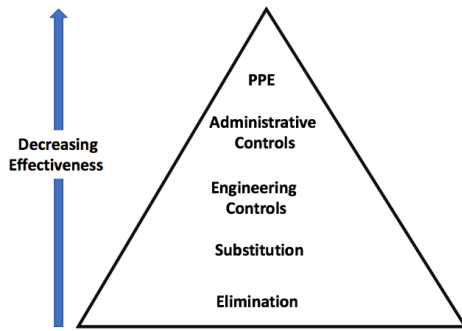 PPE
Administrative
Controls
Decreasing
Effectiveness
Engineering
Controls
Substitution
Elimination